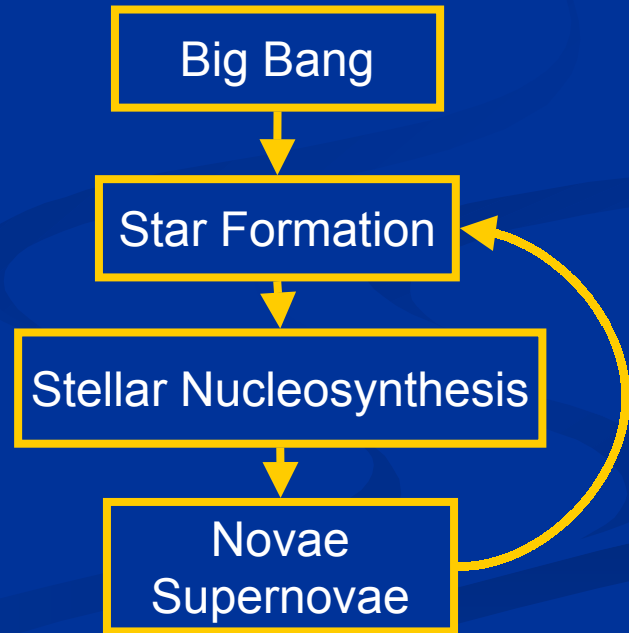 Big Bang
Star Formation
Stellar Nucleosynthesis
Novae
Supernovae